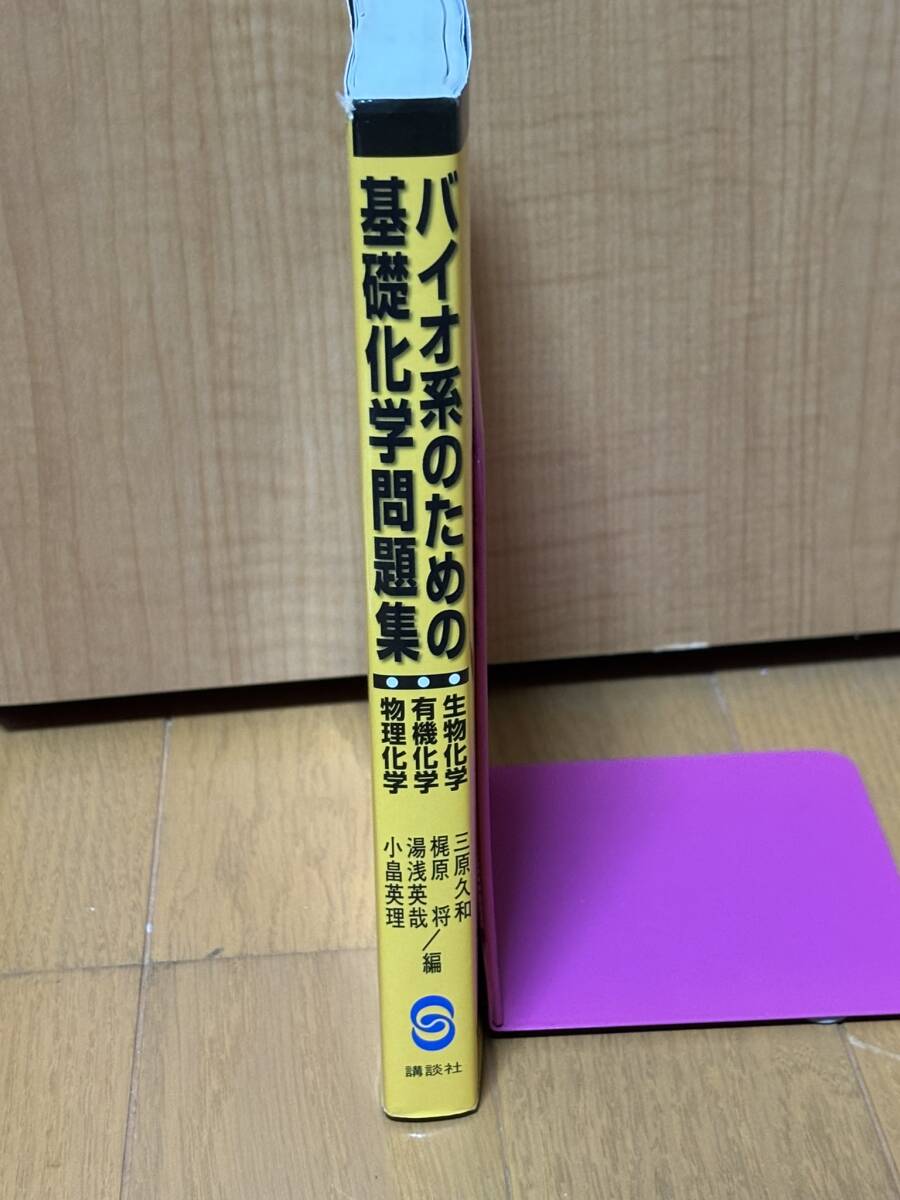 バイオ系のための
基礎化学問題集
生物化学
有機化学
物理化学
三原久和
梶原 将
湯浅英哉
小畠英理
／編
講談社